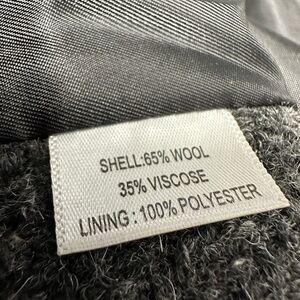 SHELL:65% WOOL
35% VISCOSE
LINING : 100% POLYESTER